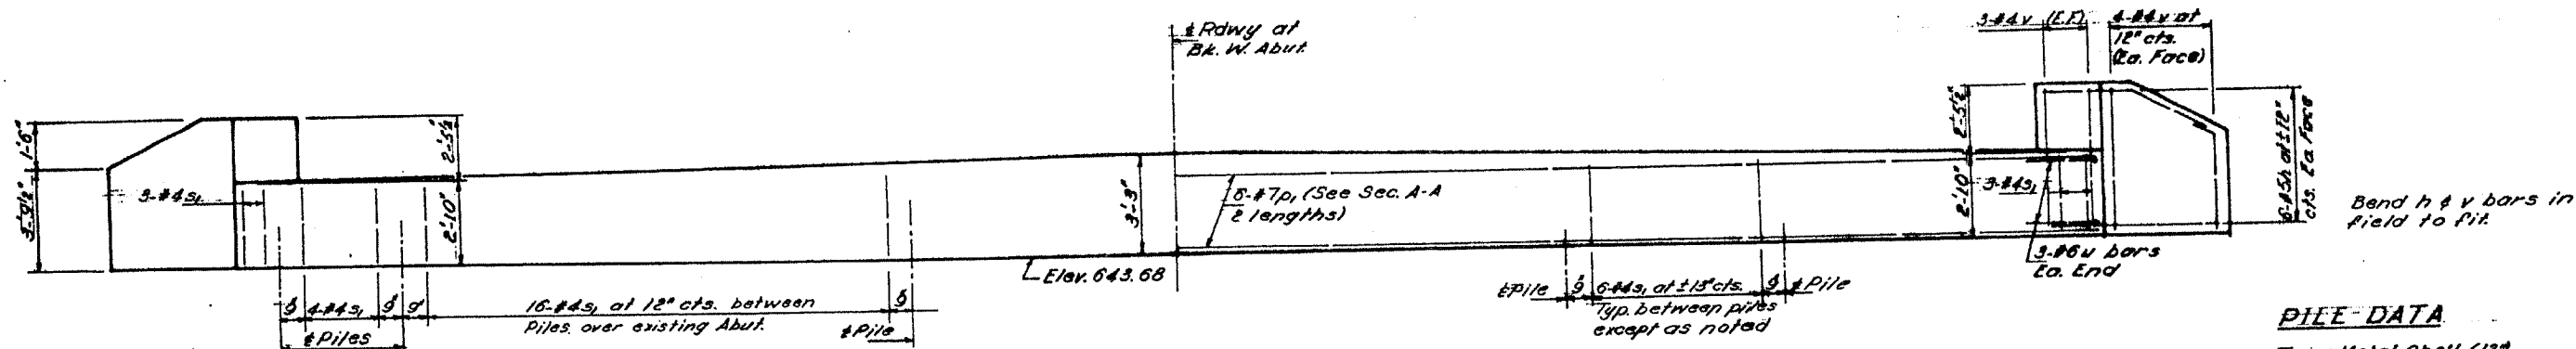 ℄ Rdwy at
Bk. W. Abut.
3-#4v (E.F.)
4-#4v at
12" cts.
(Ea. Face)
1'-6"
3'-9½"
3-#4s₁
2'-5½"
2'-10"
3'-3"
6-#7p₁ (See Sec. A-A
2 lengths)
2'-5½"
2'-10"
3-#4s₁
6-#5h at 12"
cts. Ea. Face
Bend h & v bars in
field to fit.
3-#6u bars
Ea. End
Elev. 643.68
9" 4-#4s₁ 9" 9"
16-#4s₁ at 12" cts. between
Piles over existing Abut.
9"
℄ Piles
℄ Pile
℄ Pile
9" 6-#4s₁ at ±13" cts. 9"
℄ Pile
Typ. between piles
except as noted
PILE DATA